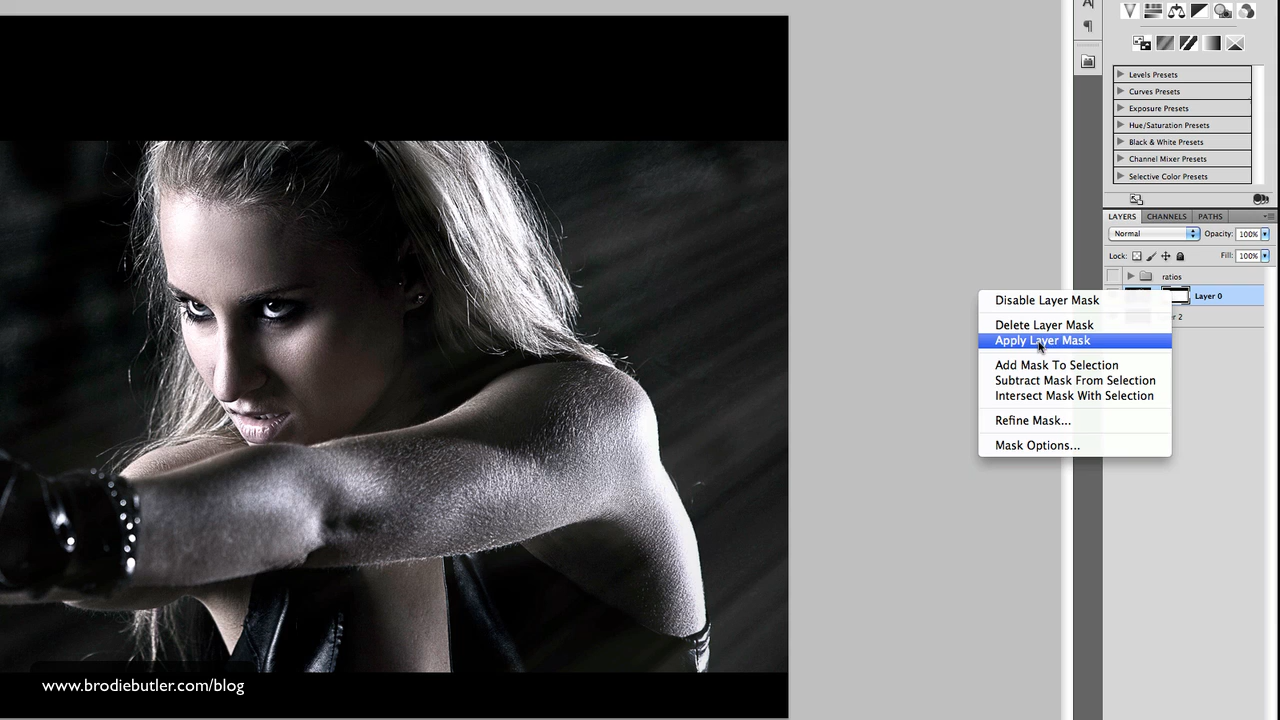 Levels Presets
Curves Presets
Exposure Presets
Hue/Saturation Presets
Black & White Presets
Channel Mixer Presets
Selective Color Presets
LAYERS CHANNELS PATHS
Normal Opacity: 100%
Lock: Fill: 100%
ratios
Layer 0
r 2
Disable Layer Mask
Delete Layer Mask
Apply Layer Mask
Add Mask To Selection
Subtract Mask From Selection
Intersect Mask With Selection
Refine Mask...
Mask Options...
www.brodiebutler.com/blog